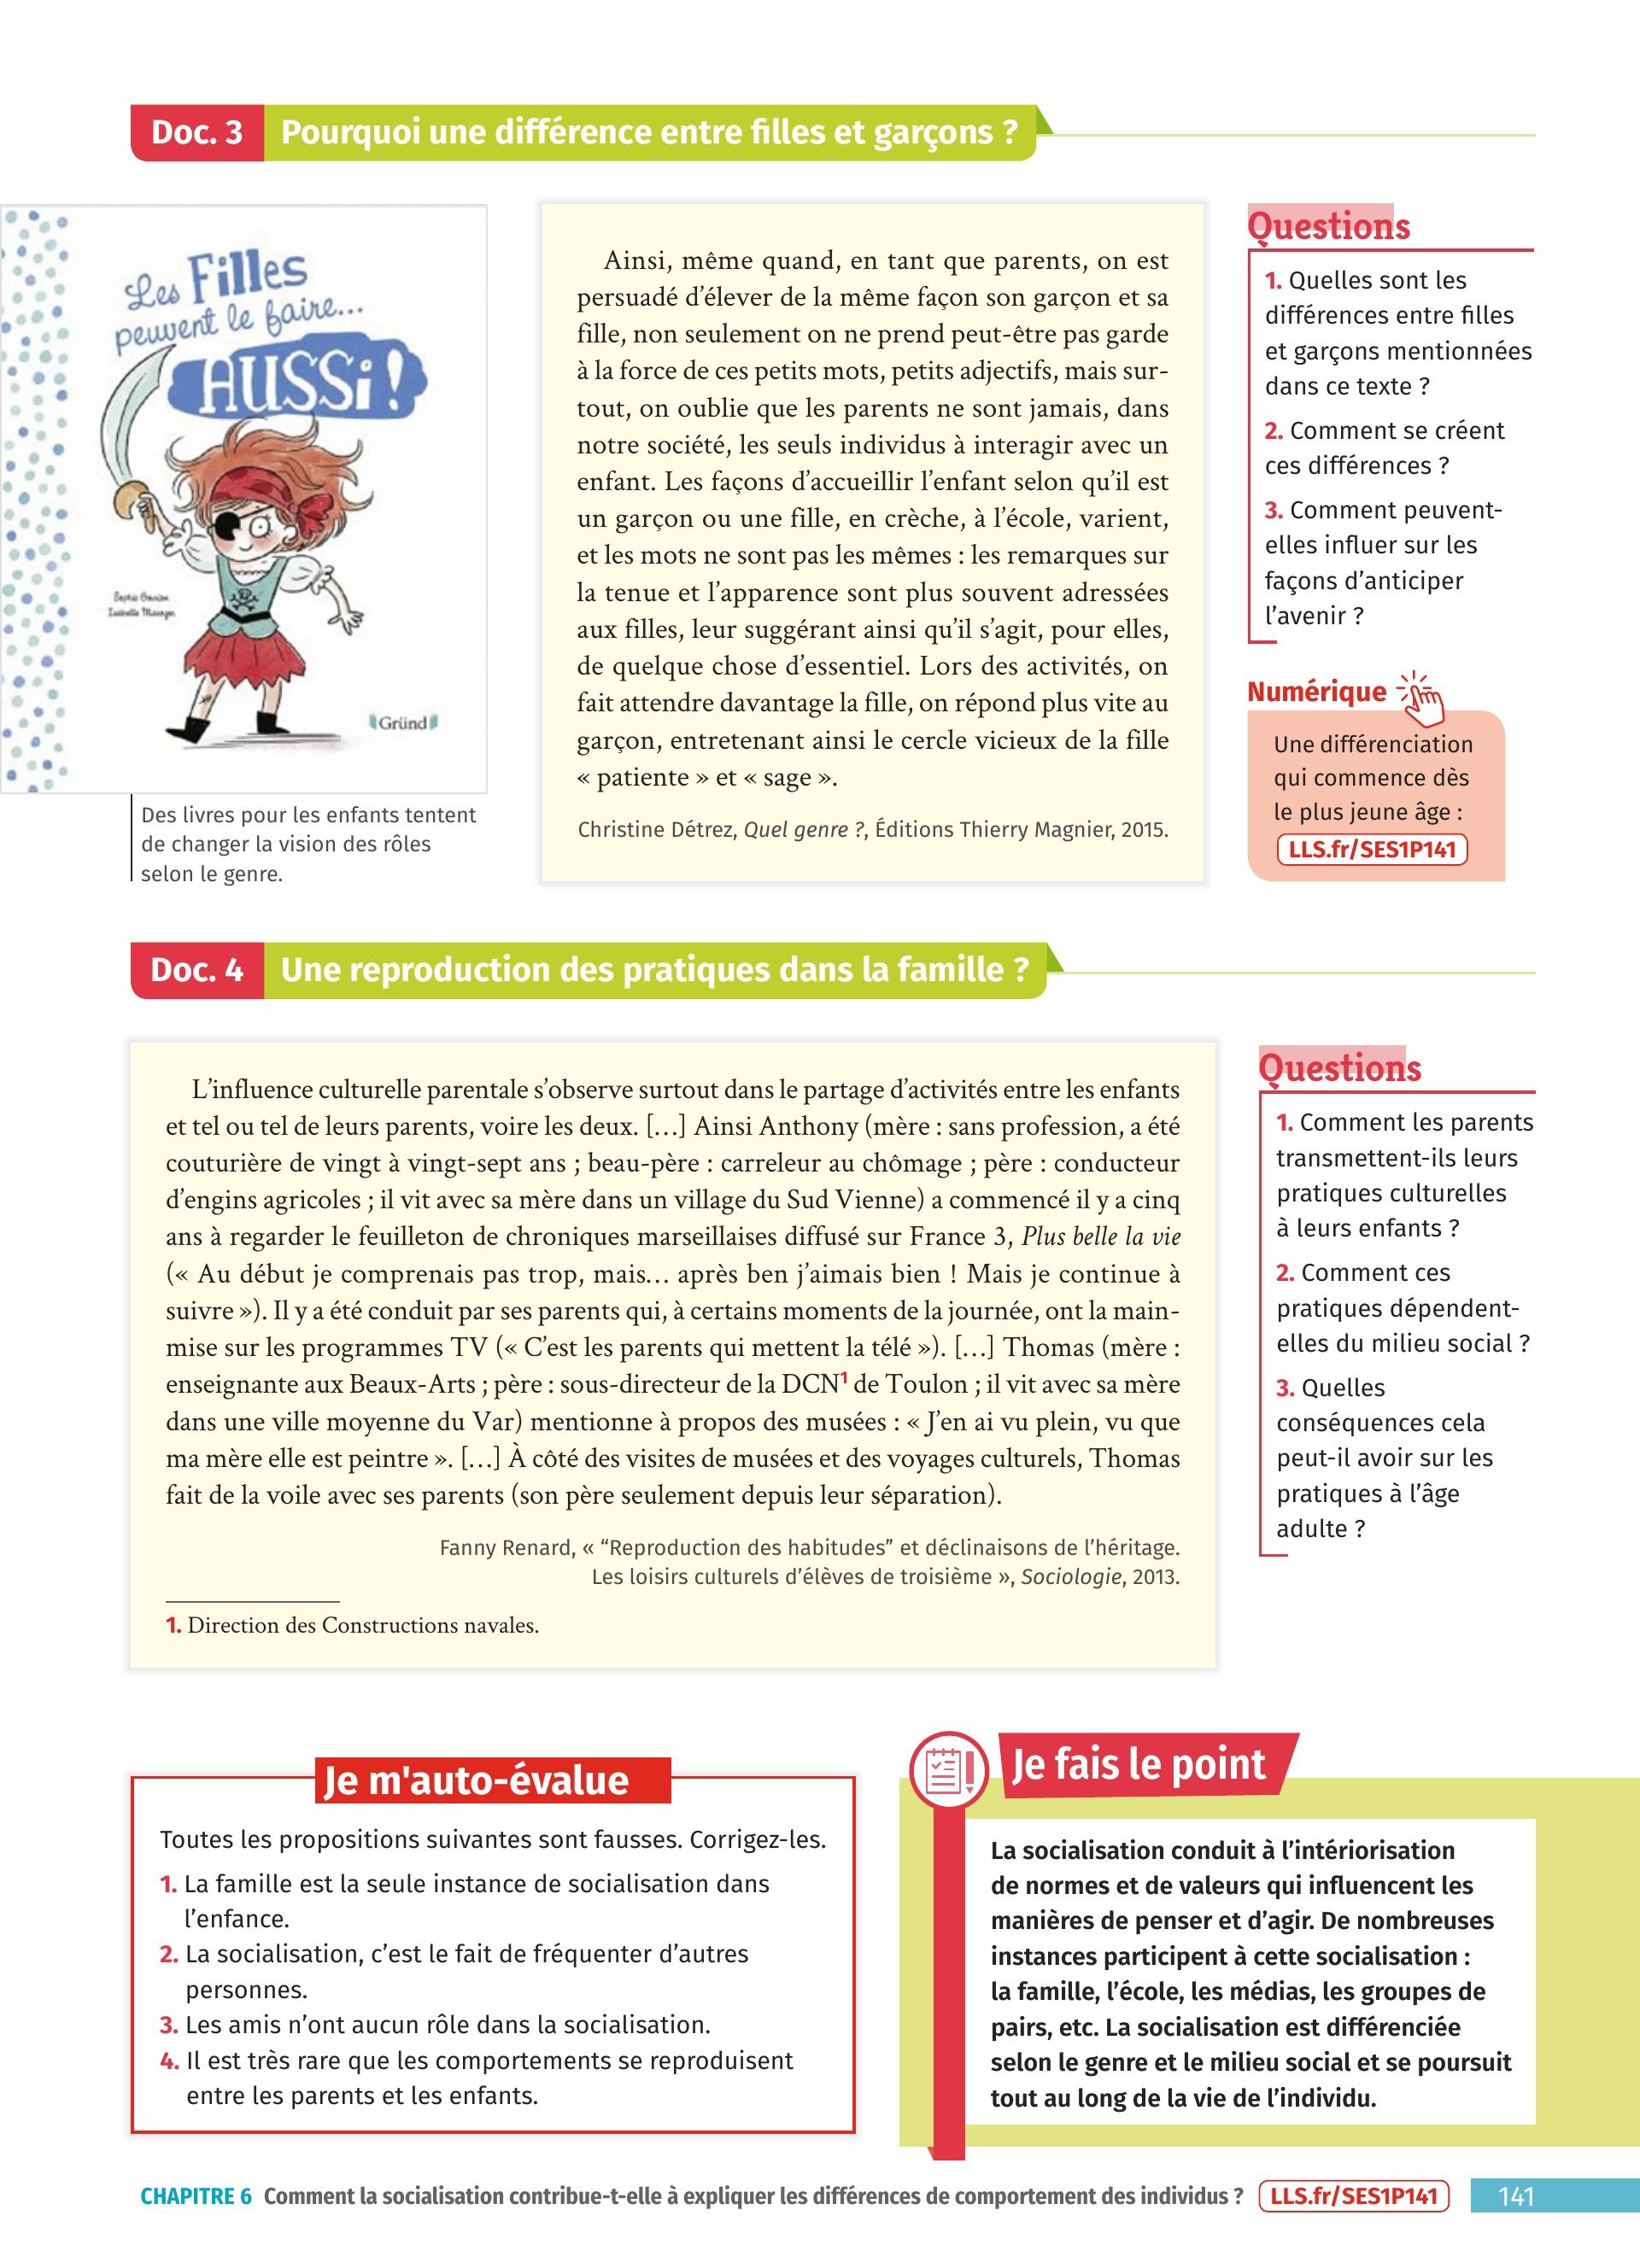 Doc. 3 Pourquoi une différence entre filles et garçons ?
Les Filles
peuvent le faire...
AUSSi !
Gründ
Des livres pour les enfants tentent
de changer la vision des rôles
selon le genre.
Ainsi, même quand, en tant que parents, on est
persuadé d’élever de la même façon son garçon et sa
fille, non seulement on ne prend peut-être pas garde
à la force de ces petits mots, petits adjectifs, mais sur-
tout, on oublie que les parents ne sont jamais, dans
notre société, les seuls individus à interagir avec un
enfant. Les façons d’accueillir l’enfant selon qu’il est
un garçon ou une fille, en crèche, à l’école, varient,
et les mots ne sont pas les mêmes : les remarques sur
la tenue et l’apparence sont plus souvent adressées
aux filles, leur suggérant ainsi qu’il s’agit, pour elles,
de quelque chose d’essentiel. Lors des activités, on
fait attendre davantage la fille, on répond plus vite au
garçon, entretenant ainsi le cercle vicieux de la fille
« patiente » et « sage ».
Christine Détrez, Quel genre ?, Éditions Thierry Magnier, 2015.
Questions
1. Quelles sont les
différences entre filles
et garçons mentionnées
dans ce texte ?
2. Comment se créent
ces différences ?
3. Comment peuvent-
elles influer sur les
façons d’anticiper
l’avenir ?
Numérique
Une différenciation
qui commence dès
le plus jeune âge :
LLS.fr/SES1P141
Doc. 4 Une reproduction des pratiques dans la famille ?
L’influence culturelle parentale s’observe surtout dans le partage d’activités entre les enfants
et tel ou tel de leurs parents, voire les deux. [...] Ainsi Anthony (mère : sans profession, a été
couturière de vingt à vingt-sept ans ; beau-père : carreleur au chômage ; père : conducteur
d’engins agricoles ; il vit avec sa mère dans un village du Sud Vienne) a commencé il y a cinq
ans à regarder le feuilleton de chroniques marseillaises diffusé sur France 3, Plus belle la vie
(« Au début je comprenais pas trop, mais... après ben j’aimais bien ! Mais je continue à
suivre »). Il y a été conduit par ses parents qui, à certains moments de la journée, ont la main-
mise sur les programmes TV (« C’est les parents qui mettent la télé »). [...] Thomas (mère :
enseignante aux Beaux-Arts ; père : sous-directeur de la DCN1 de Toulon ; il vit avec sa mère
dans une ville moyenne du Var) mentionne à propos des musées : « J’en ai vu plein, vu que
ma mère elle est peintre ». [...] À côté des visites de musées et des voyages culturels, Thomas
fait de la voile avec ses parents (son père seulement depuis leur séparation).
Fanny Renard, « “Reproduction des habitudes” et déclinaisons de l’héritage.
Les loisirs culturels d’élèves de troisième », Sociologie, 2013.
1. Direction des Constructions navales.
Questions
1. Comment les parents
transmettent-ils leurs
pratiques culturelles
à leurs enfants ?
2. Comment ces
pratiques dépendent-
elles du milieu social ?
3. Quelles
conséquences cela
peut-il avoir sur les
pratiques à l’âge
adulte ?
Je m'auto-évalue
Toutes les propositions suivantes sont fausses. Corrigez-les.
1. La famille est la seule instance de socialisation dans
l’enfance.
2. La socialisation, c’est le fait de fréquenter d’autres
personnes.
3. Les amis n’ont aucun rôle dans la socialisation.
4. Il est très rare que les comportements se reproduisent
entre les parents et les enfants.
Je fais le point
La socialisation conduit à l’intériorisation
de normes et de valeurs qui influencent les
manières de penser et d’agir. De nombreuses
instances participent à cette socialisation :
la famille, l’école, les médias, les groupes de
pairs, etc. La socialisation est différenciée
selon le genre et le milieu social et se poursuit
tout au long de la vie de l’individu.
CHAPITRE 6 Comment la socialisation contribue-t-elle à expliquer les différences de comportement des individus ? LLS.fr/SES1P141 141